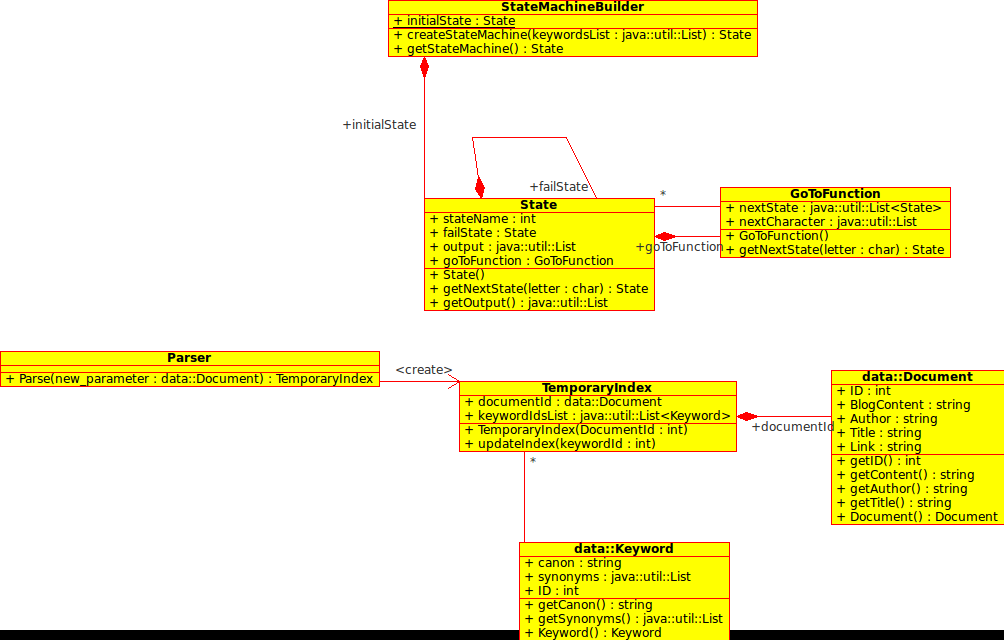 StateMachineBuilder
+ initialState : State
+ createStateMachine(keywordsList : java::util::List) : State
+ getStateMachine() : State
+initialState
+failState
*
State
+ stateName : int
+ failState : State
+ output : java::util::List
+ goToFunction : GoToFunction
+ State()
+ getNextState(letter : char) : State
+ getOutput() : java::util::List
+goToFunction
GoToFunction
+ nextState : java::util::List<State>
+ nextCharacter : java::util::List
+ GoToFunction()
+ getNextState(letter : char) : State
Parser
+ Parse(new_parameter : data::Document) : TemporaryIndex
<create>
TemporaryIndex
+ documentId : data::Document
+ keywordIdsList : java::util::List<Keyword>
+ TemporaryIndex(DocumentId : int)
+ updateIndex(keywordId : int)
+documentId
*
data::Document
+ ID : int
+ BlogContent : string
+ Author : string
+ Title : string
+ Link : string
+ getID() : int
+ getContent() : string
+ getAuthor() : string
+ getTitle() : string
+ Document() : Document
data::Keyword
+ canon : string
+ synonyms : java::util::List
+ ID : int
+ getCanon() : string
+ getSynonyms() : java::util::List
+ Keyword() : Keyword